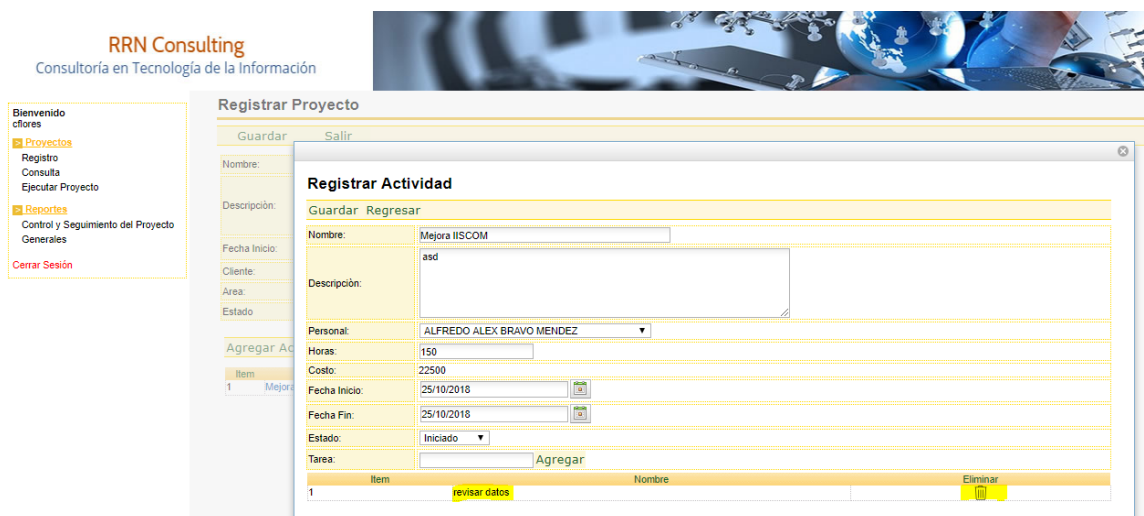 RRN Consulting
Consultoría en Tecnología de la Información
Bienvenido
cflores
Proyectos
Registro
Consulta
Ejecutar Proyecto
Reportes
Control y Seguimiento del Proyecto
Generales
Cerrar Sesión
Registrar Proyecto
Guardar Salir
Nombre:
Descripciòn:
Fecha Inicio:
Cliente:
Area:
Estado
Agregar Ac
Item
1 Mejora
Registrar Actividad
Guardar Regresar
Nombre: Mejora IISCOM
Descripciòn: asd
Personal: ALFREDO ALEX BRAVO MENDEZ
Horas: 150
Costo: 22500
Fecha Inicio: 25/10/2018
Fecha Fin: 25/10/2018
Estado: Iniciado
Tarea: Agregar
Item Nombre Eliminar
1 revisar datos